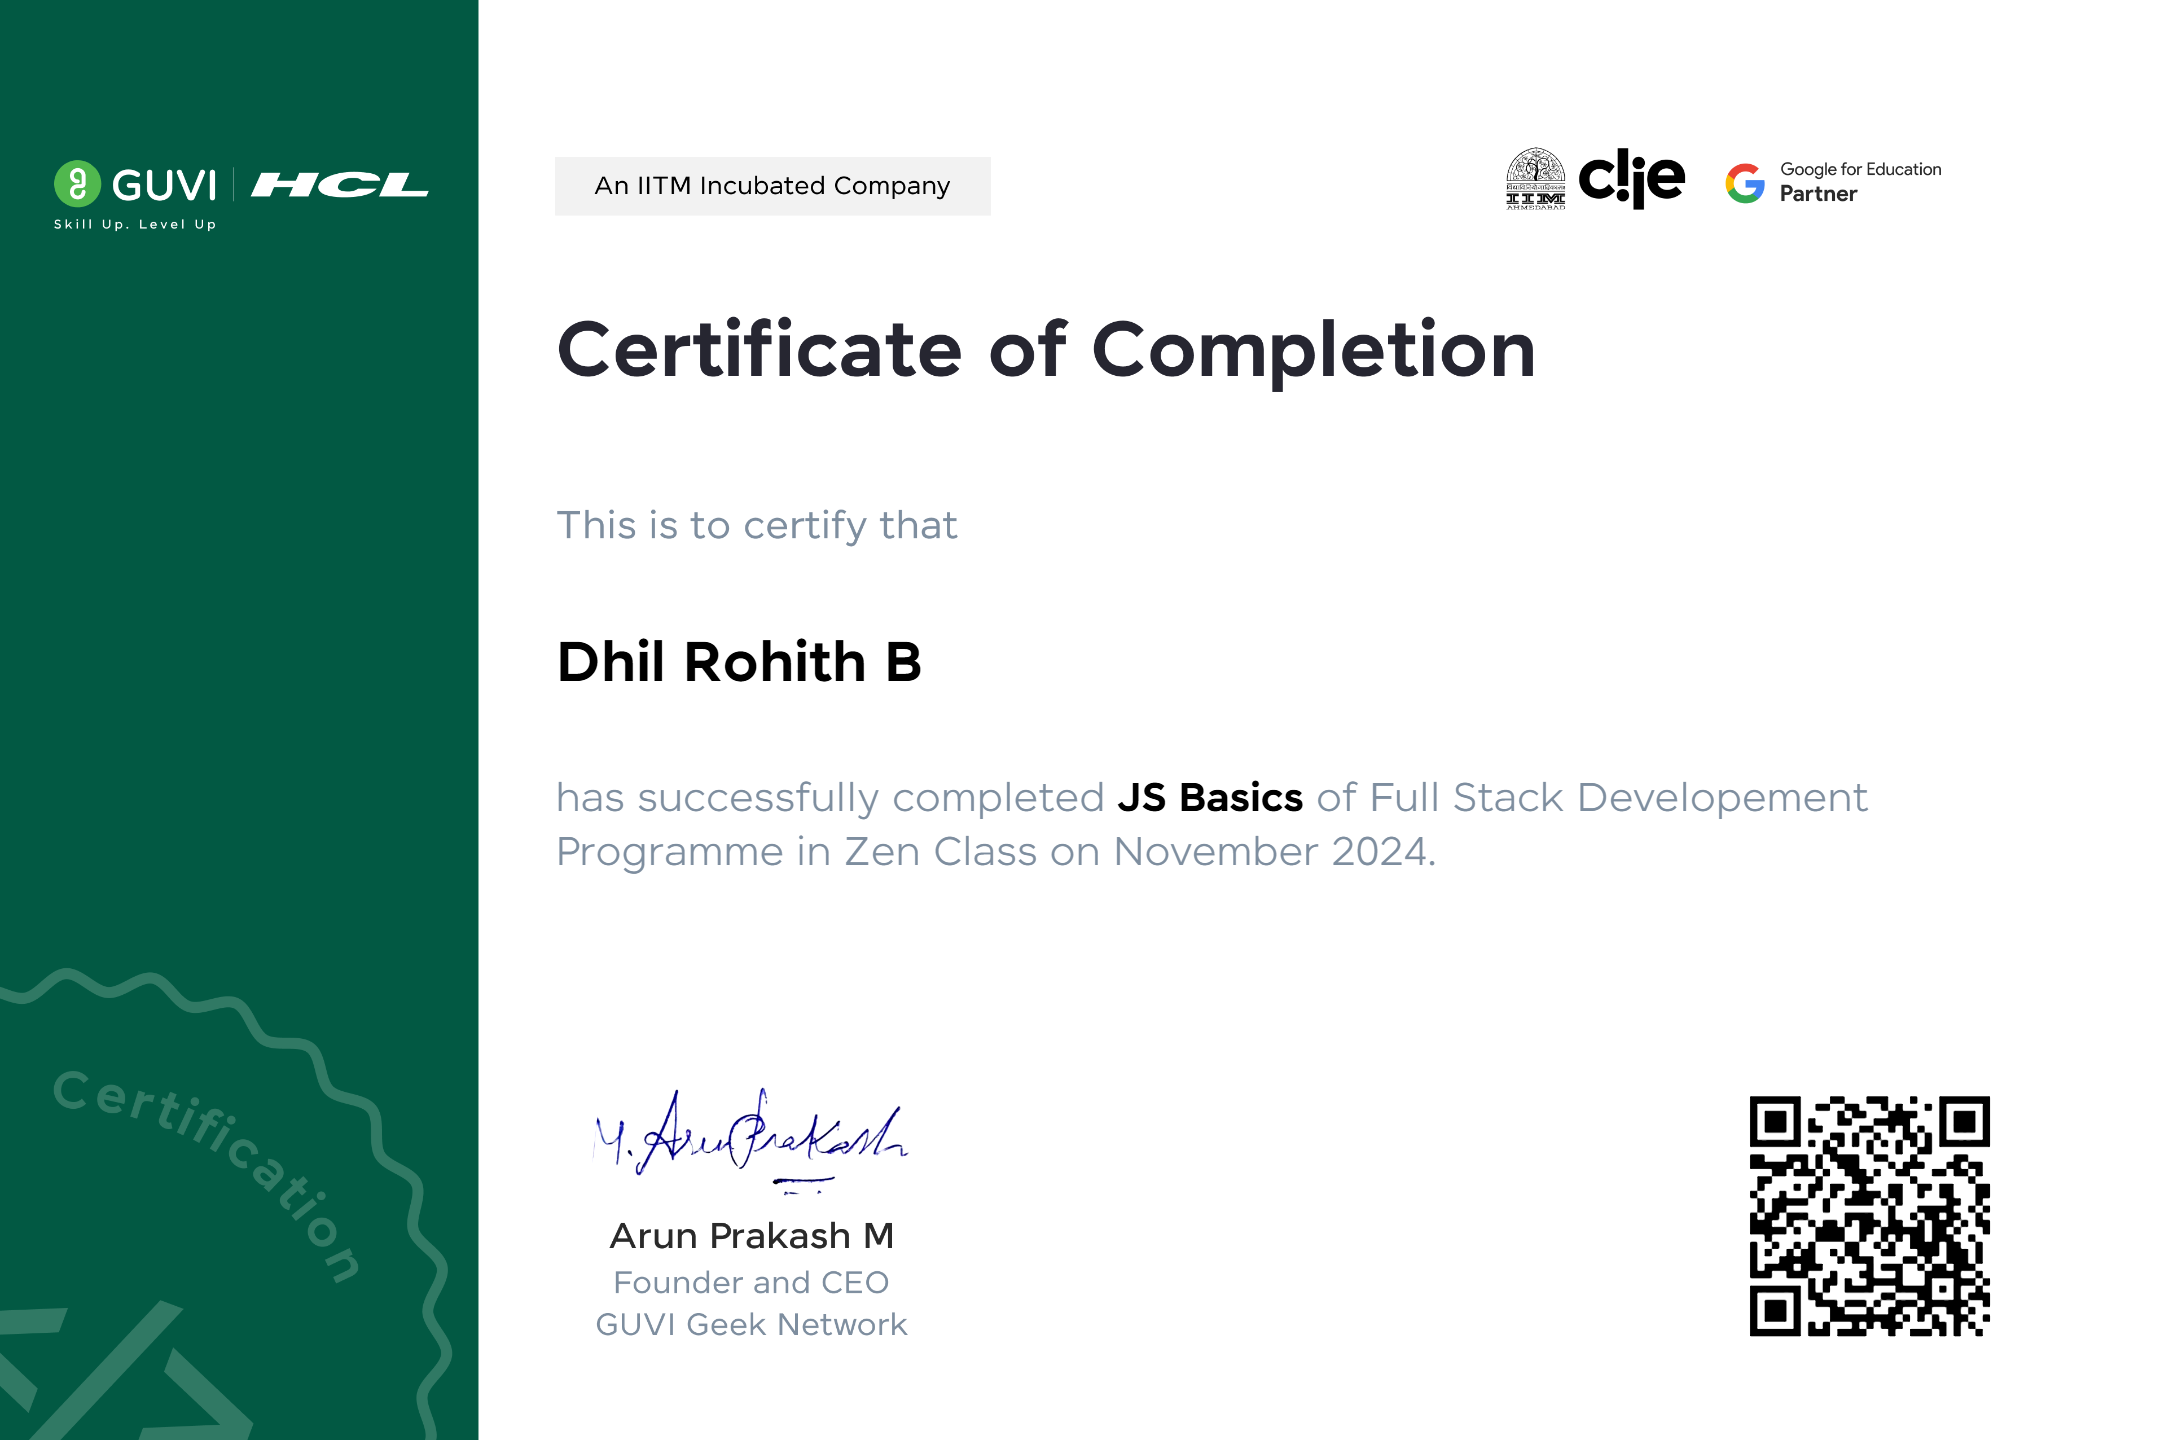 GUVI | HCL
Skill Up. Level Up
An IITM Incubated Company
IIM
AHMEDABAD
c!ie
Google for Education
Partner
Certificate of Completion
This is to certify that
Dhil Rohith B
has successfully completed JS Basics of Full Stack Developement
Programme in Zen Class on November 2024.
Certification
</>
M. Arun Prakash
Arun Prakash M
Founder and CEO
GUVI Geek Network